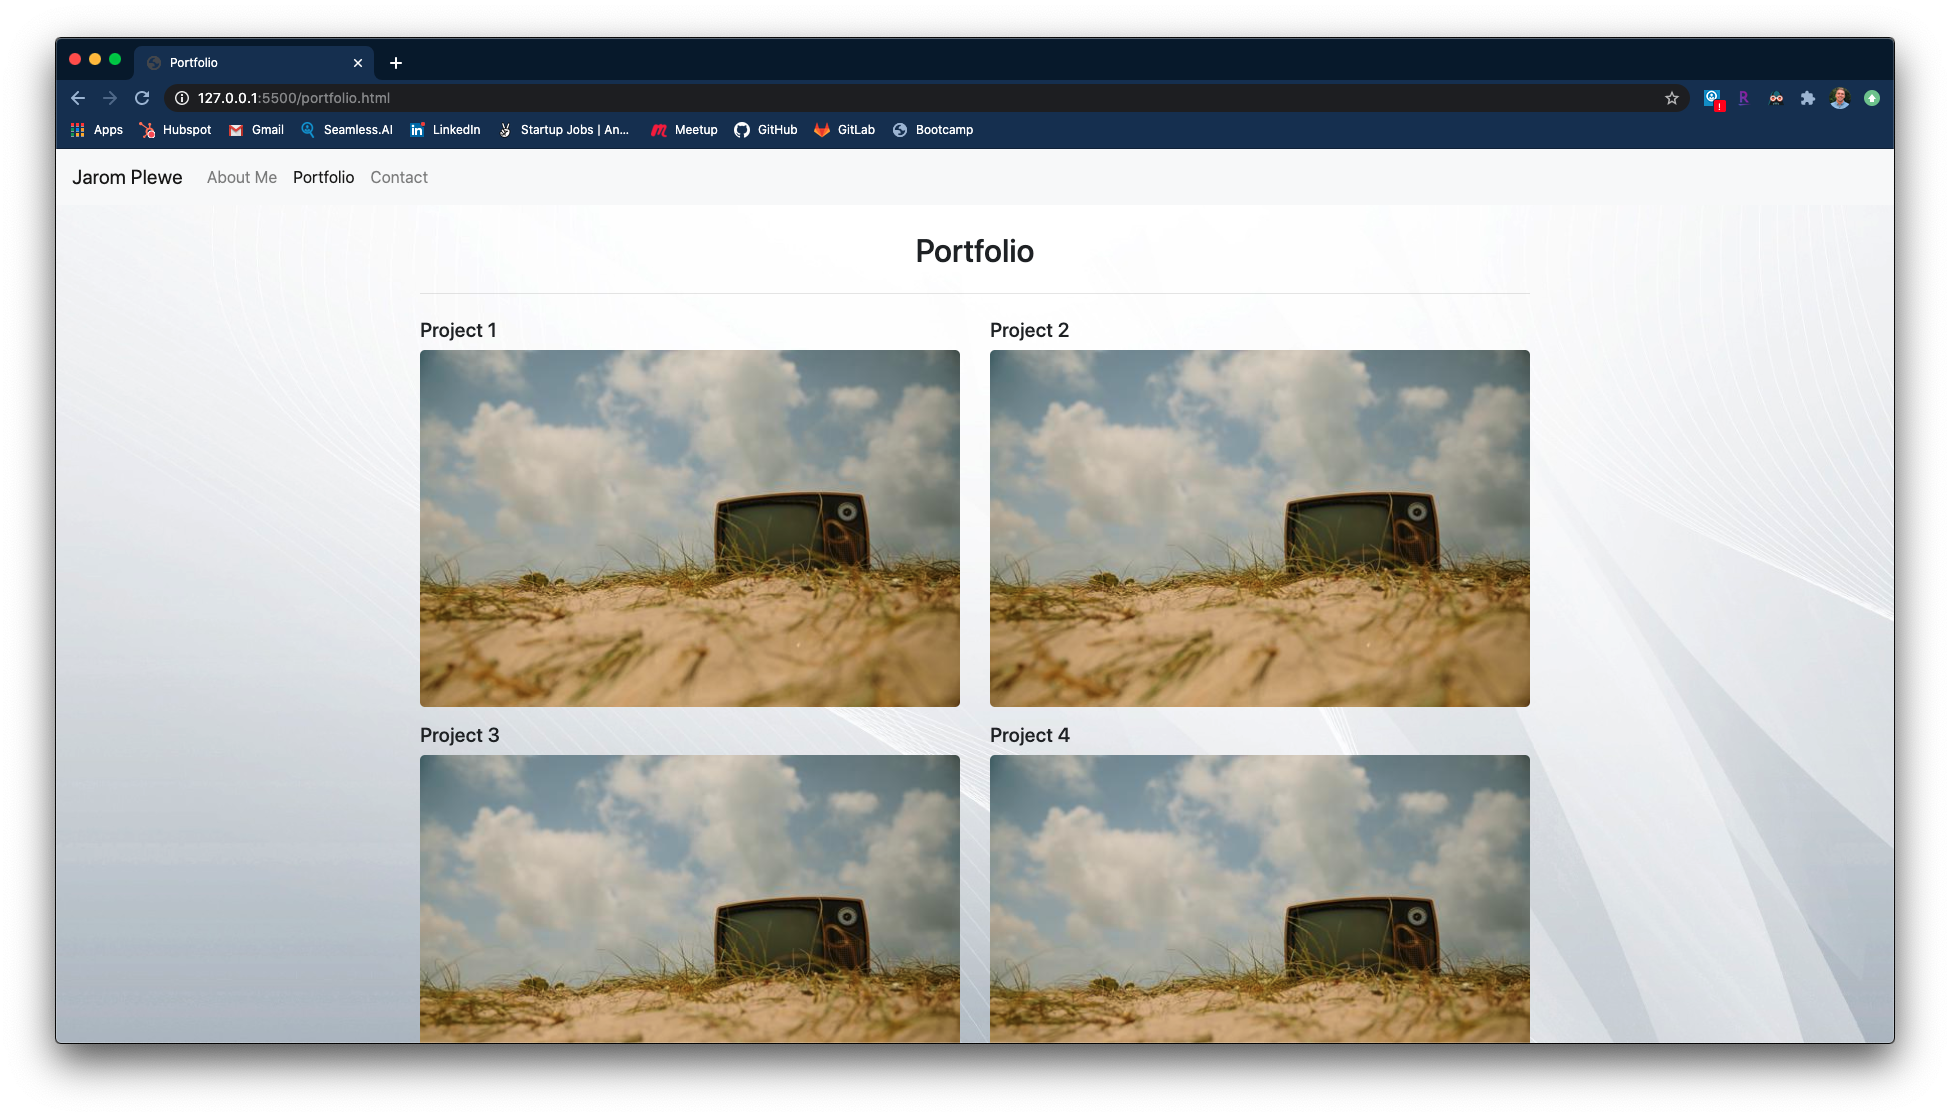 Portfolio
127.0.0.1:5500/portfolio.html
Apps Hubspot Gmail Seamless.AI LinkedIn Startup Jobs | An... Meetup GitHub GitLab Bootcamp
Jarom Plewe About Me Portfolio Contact
Portfolio
Project 1 Project 2
Project 3 Project 4